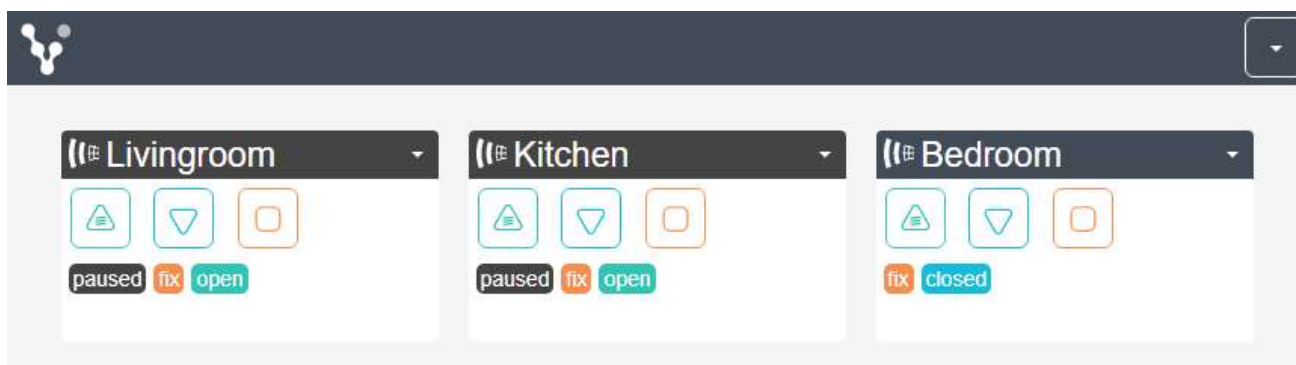 Livingroom Kitchen Bedroom
paused fix open paused fix open fix closed